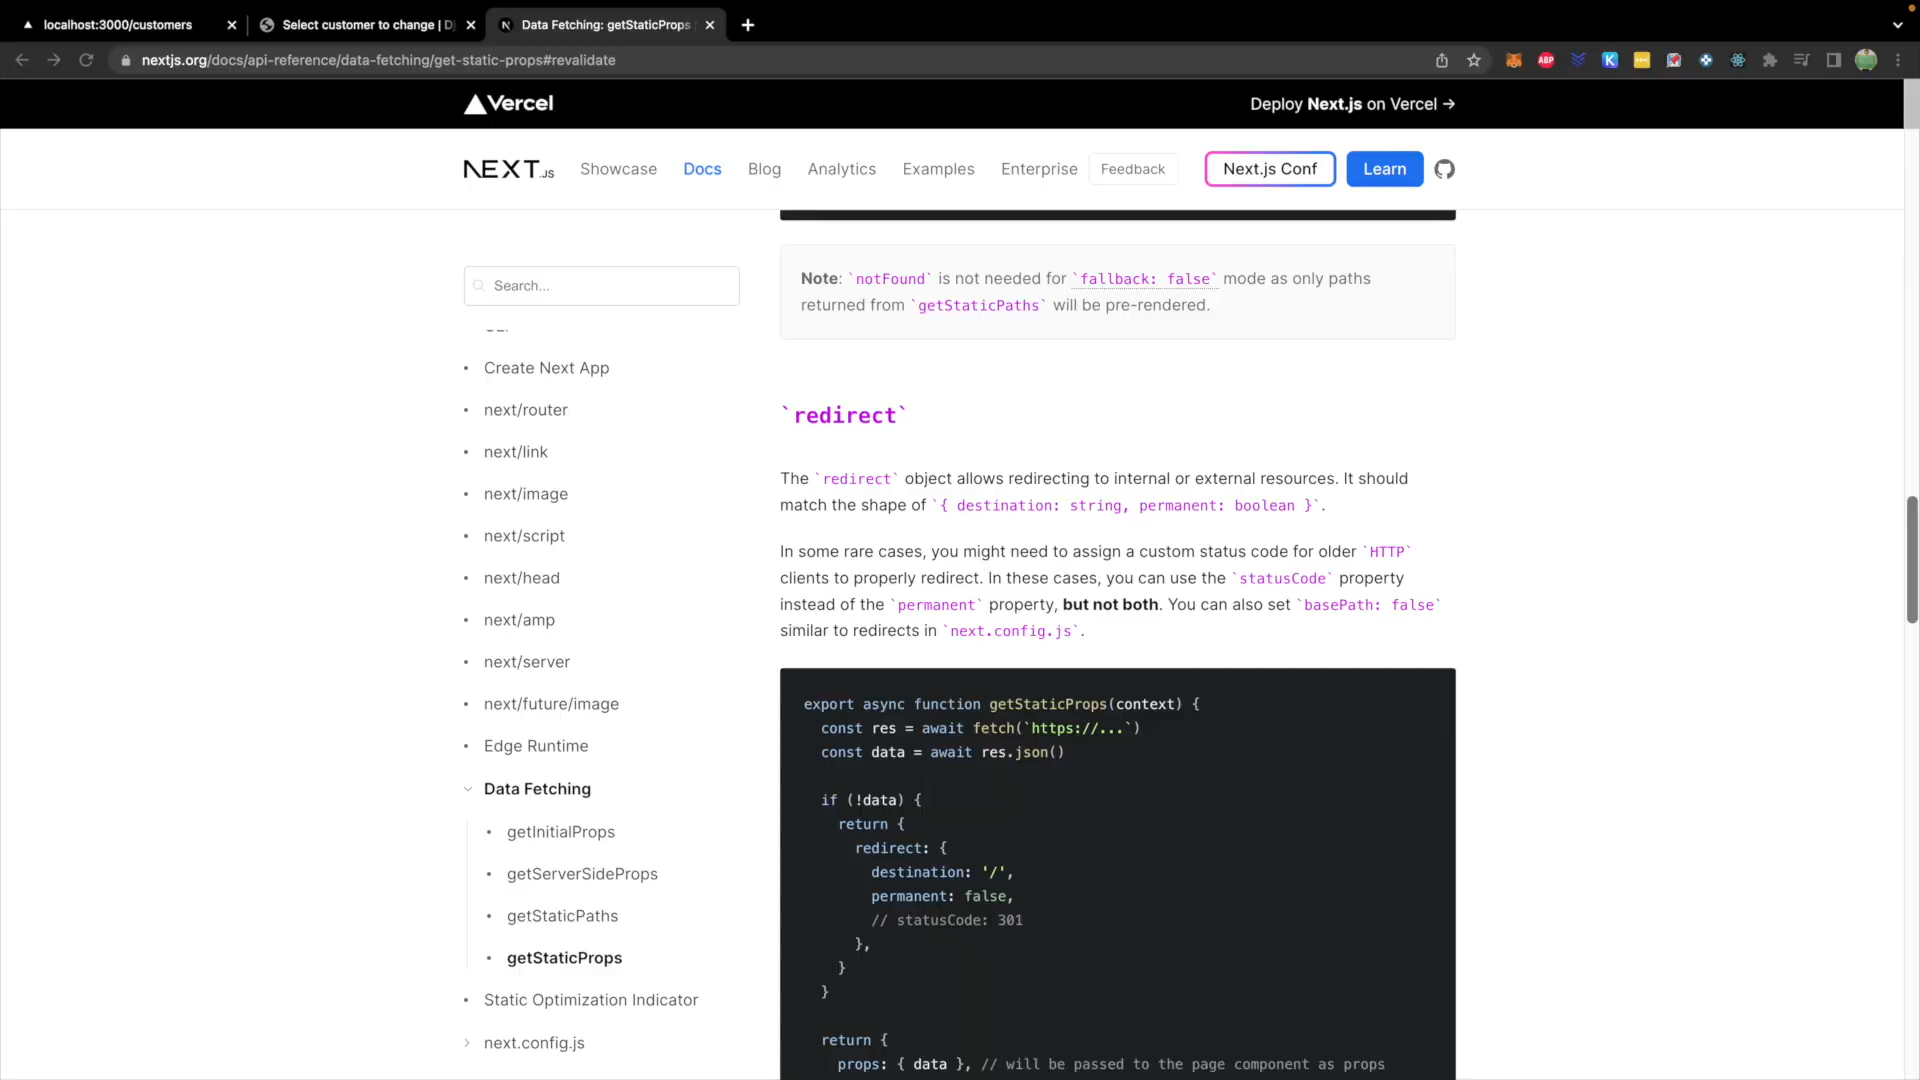 localhost:3000/customers
Select customer to change | Dj
Data Fetching: getStaticProps
nextjs.org/docs/api-reference/data-fetching/get-static-props#revalidate
ABP
K
Vercel
Deploy Next.js on Vercel →
NEXT.JS
Showcase
Docs
Blog
Analytics
Examples
Enterprise
Feedback
Next.js Conf
Learn
Search...
Create Next App
next/router
next/link
next/image
next/script
next/head
next/amp
next/server
next/future/image
Edge Runtime
Data Fetching
getInitialProps
getServerSideProps
getStaticPaths
getStaticProps
Static Optimization Indicator
next.config.js
Note: `notFound` is not needed for `fallback: false` mode as only paths
returned from `getStaticPaths` will be pre-rendered.
`redirect`
The `redirect` object allows redirecting to internal or external resources. It should
match the shape of `{ destination: string, permanent: boolean }`.
In some rare cases, you might need to assign a custom status code for older `HTTP`
clients to properly redirect. In these cases, you can use the `statusCode` property
instead of the `permanent` property, but not both. You can also set `basePath: false`
similar to redirects in `next.config.js`.
export async function getStaticProps(context) {
const res = await fetch(`https://...`)
const data = await res.json()
if (!data) {
return {
redirect: {
destination: '/',
permanent: false,
// statusCode: 301
},
}
}
return {
props: { data }, // will be passed to the page component as props